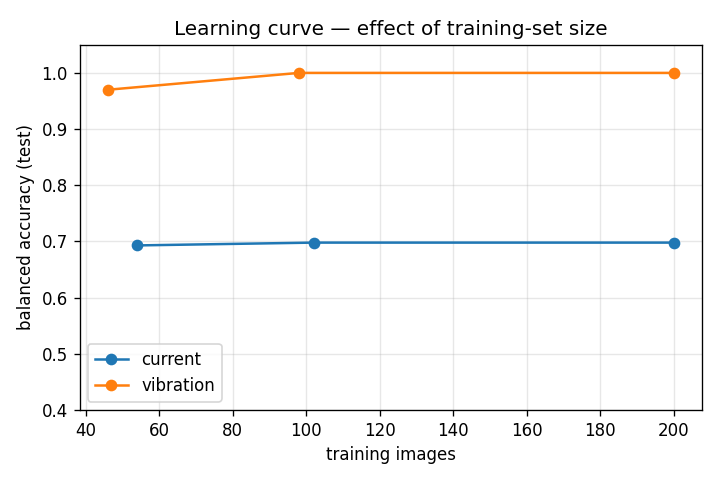 Learning curve — effect of training-set size
1.0
0.9
0.8
0.7
0.6
0.5
0.4
balanced accuracy (test)
current
vibration
40 60 80 100 120 140 160 180 200
training images